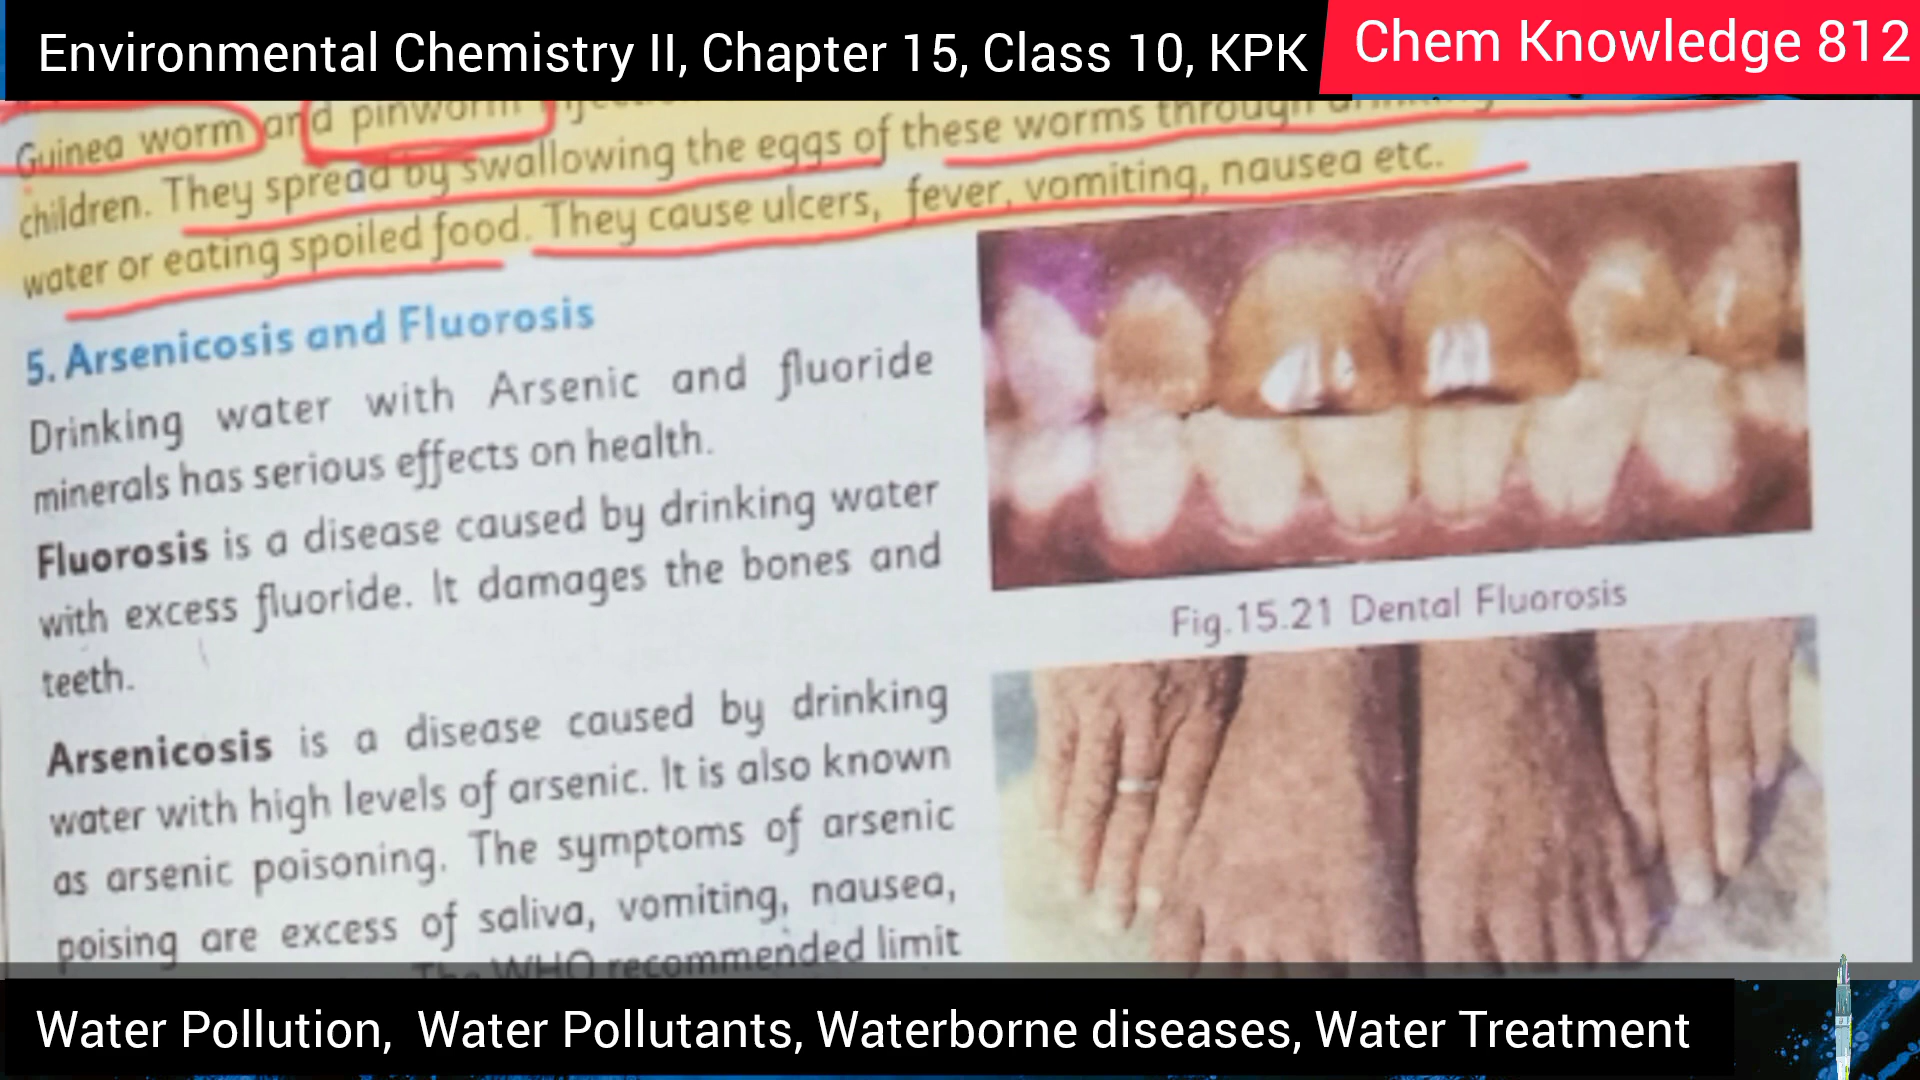 Environmental Chemistry II, Chapter 15, Class 10, KPK
Chem Knowledge 812
Guinea worm and pinworm
children. They spread by swallowing the eggs of these worms through drinking
water or eating spoiled food. They cause ulcers, fever, vomiting, nausea etc.
5. Arsenicosis and Fluorosis
Drinking water with Arsenic and fluoride
minerals has serious effects on health.
Fluorosis is a disease caused by drinking water
with excess fluoride. It damages the bones and
teeth.
Arsenicosis is a disease caused by drinking
water with high levels of arsenic. It is also known
as arsenic poisoning. The symptoms of arsenic
poising are excess of saliva, vomiting, nausea,
The WHO recommended limit
Fig.15.21 Dental Fluorosis
Water Pollution, Water Pollutants, Waterborne diseases, Water Treatment